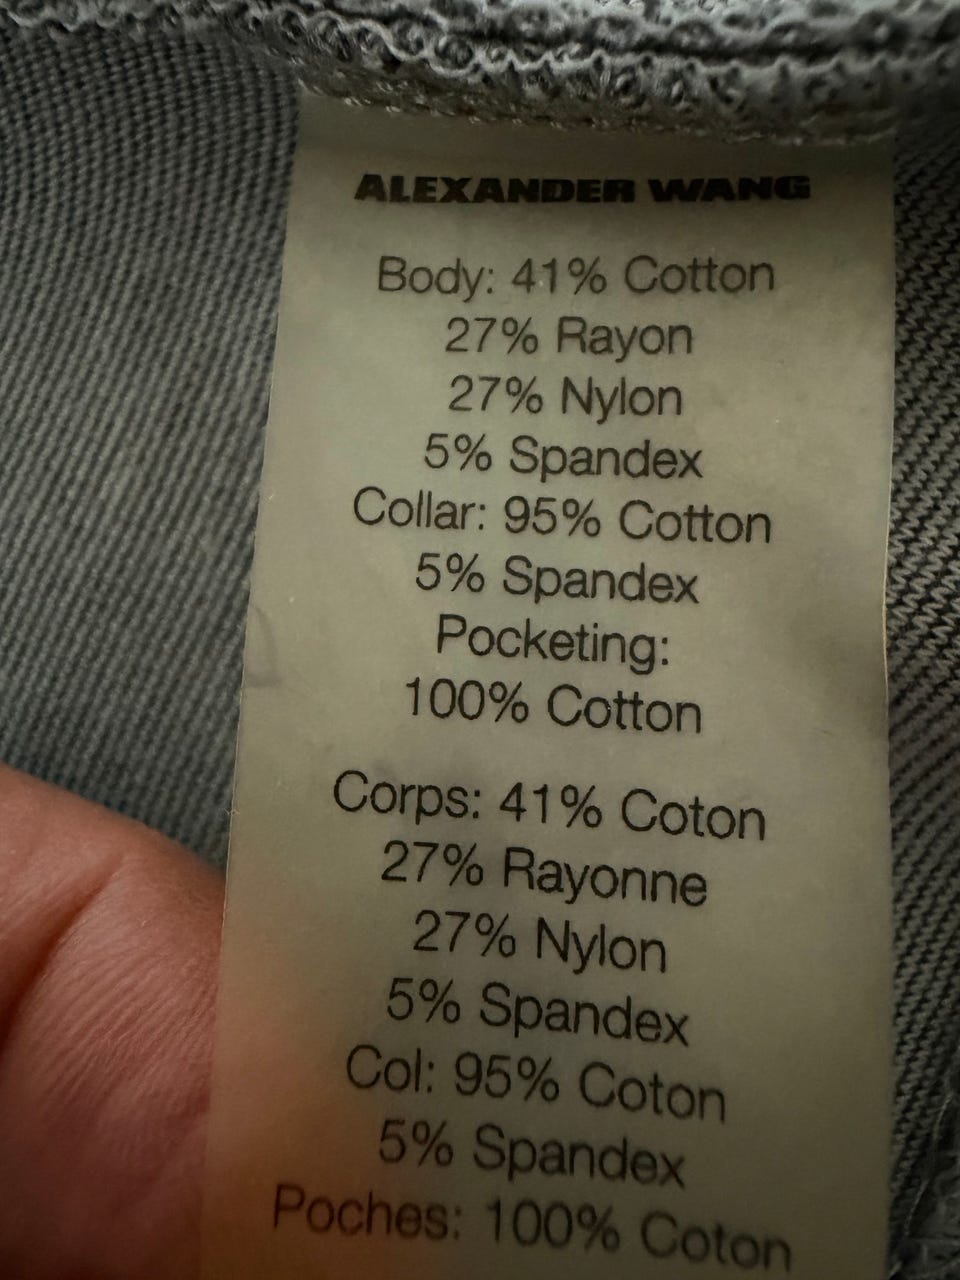 ALEXANDER WANG
Body: 41% Cotton
27% Rayon
27% Nylon
5% Spandex
Collar: 95% Cotton
5% Spandex
Pocketing:
100% Cotton
Corps: 41% Coton
27% Rayonne
27% Nylon
5% Spandex
Col: 95% Coton
5% Spandex
Poches: 100% Coton